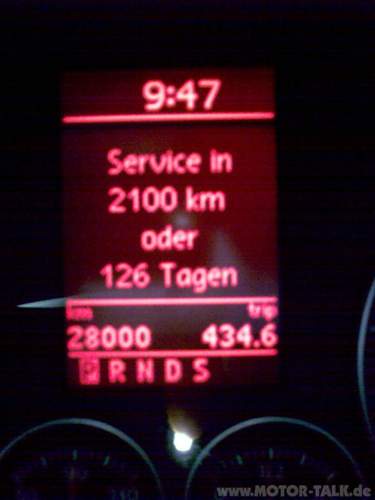 9:47
Service in
2100 km
oder
126 Tagen
km trip
28000 434.6
P R N D S
www.MOTOR-TALK.de